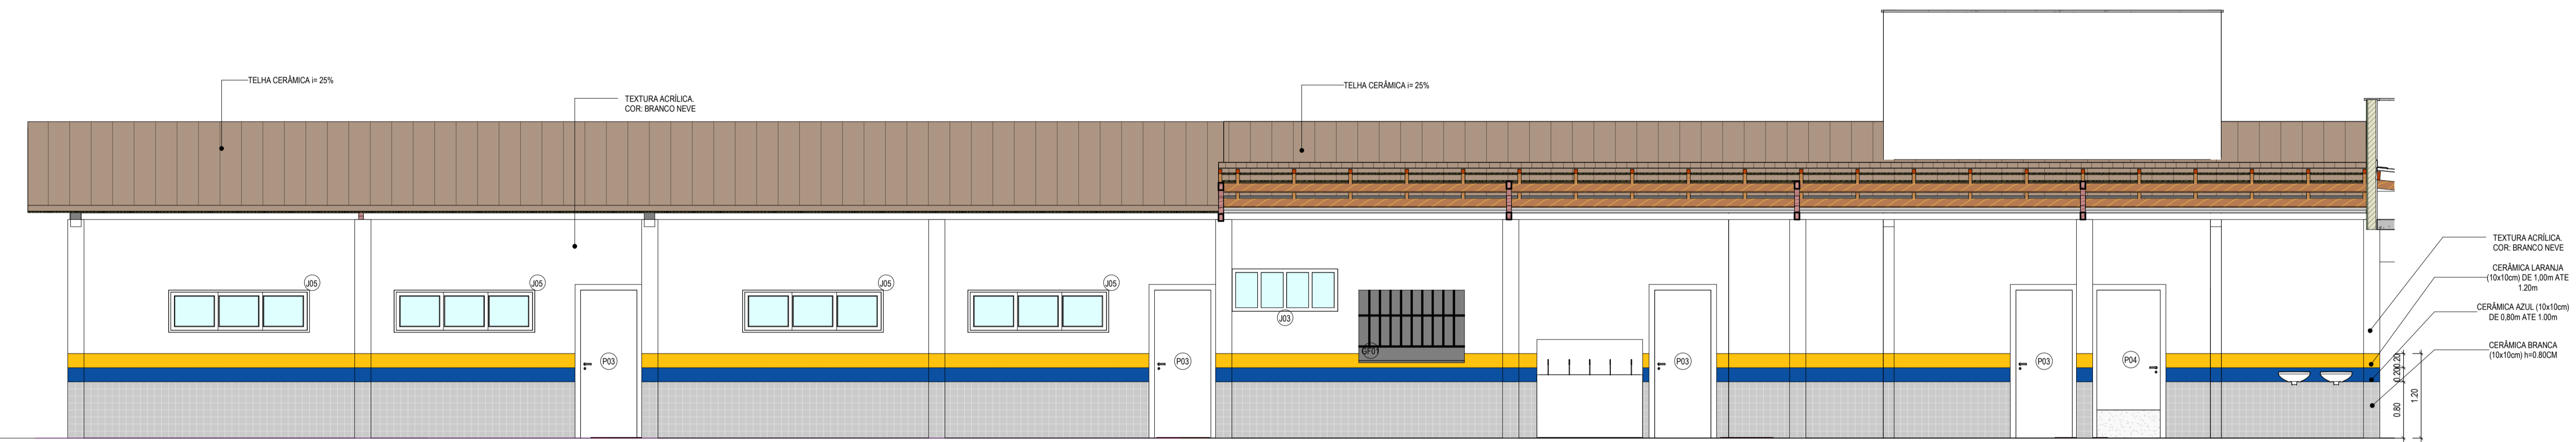 TELHA CERÂMICA i= 25%
TEXTURA ACRÍLICA.
COR: BRANCO NEVE
TELHA CERÂMICA i= 25%
J05
J05
J05
J05
J03
GF01
P03
P03
P03
P03
P04
TEXTURA ACRÍLICA.
COR: BRANCO NEVE
CERÂMICA LARANJA
(10x10cm) DE 1,00m ATE
1.20m
CERÂMICA AZUL (10x10cm)
DE 0,80m ATE 1.00m
CERÂMICA BRANCA
(10x10cm) h=0.80CM
0.20
0.20
0.80
1.20